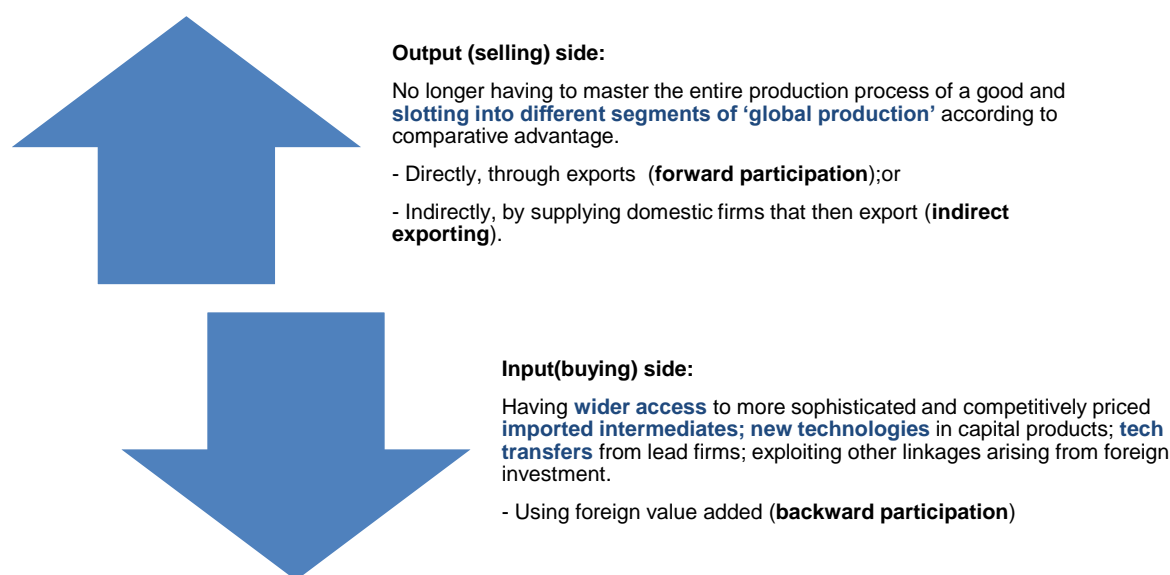 Output (selling) side:
No longer having to master the entire production process of a good and
slotting into different segments of ‘global production’ according to
comparative advantage.
- Directly, through exports  (forward participation);or
- Indirectly, by supplying domestic firms that then export (indirect
exporting).
Input(buying) side:
Having wider access to more sophisticated and competitively priced
imported intermediates; new technologies in capital products; tech
transfers from lead firms; exploiting other linkages arising from foreign
investment.
- Using foreign value added (backward participation)